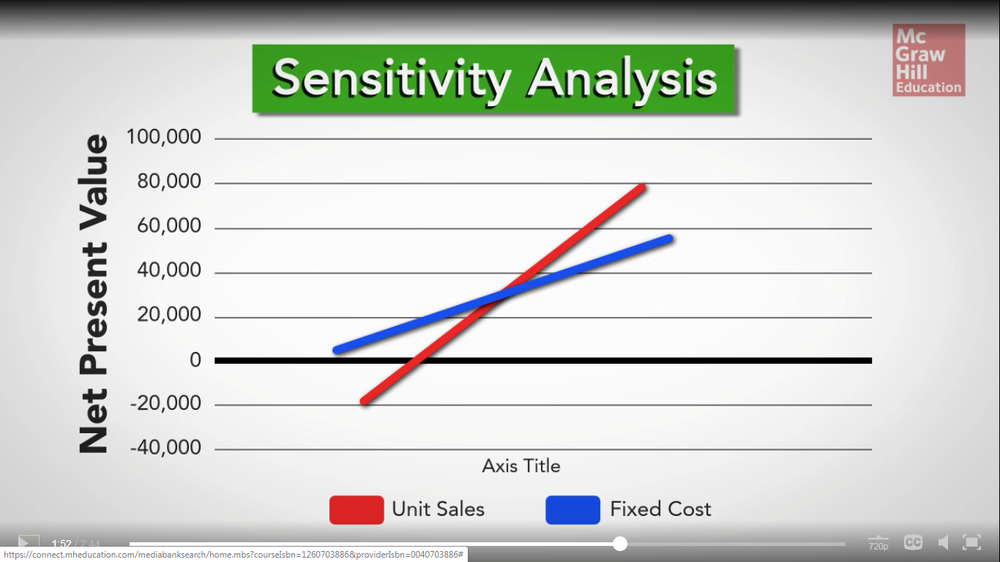 Sensitivity Analysis
Mc
Graw
Hill
Education
Net Present Value
100,000
80,000
60,000
40,000
20,000
0
-20,000
-40,000
Axis Title
Unit Sales
Fixed Cost
1:52 / 2:44
720p
CC
https://connect.mheducation.com/mediabanksearch/home.mbs?courseIsbn=1260703886&providerIsbn=0040703886#